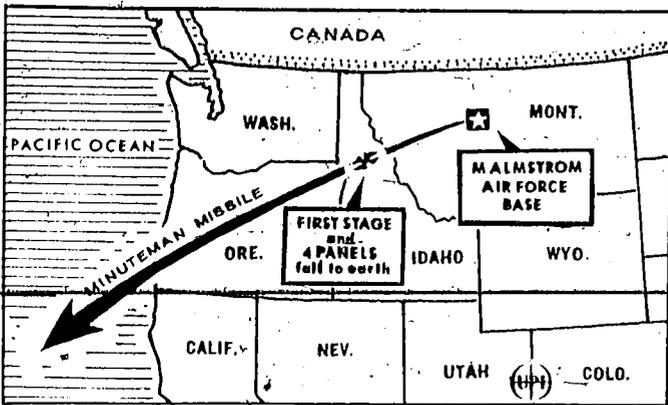 CANADA
WASH.
MONT.
PACIFIC OCEAN
MALMSTROM
AIR FORCE
BASE
MINUTEMAN MISSILE
FIRST STAGE
and
4 PANELS
fall to earth
ORE.
IDAHO
WYO.
CALIF.
NEV.
UTAH
(UPI)
COLO.